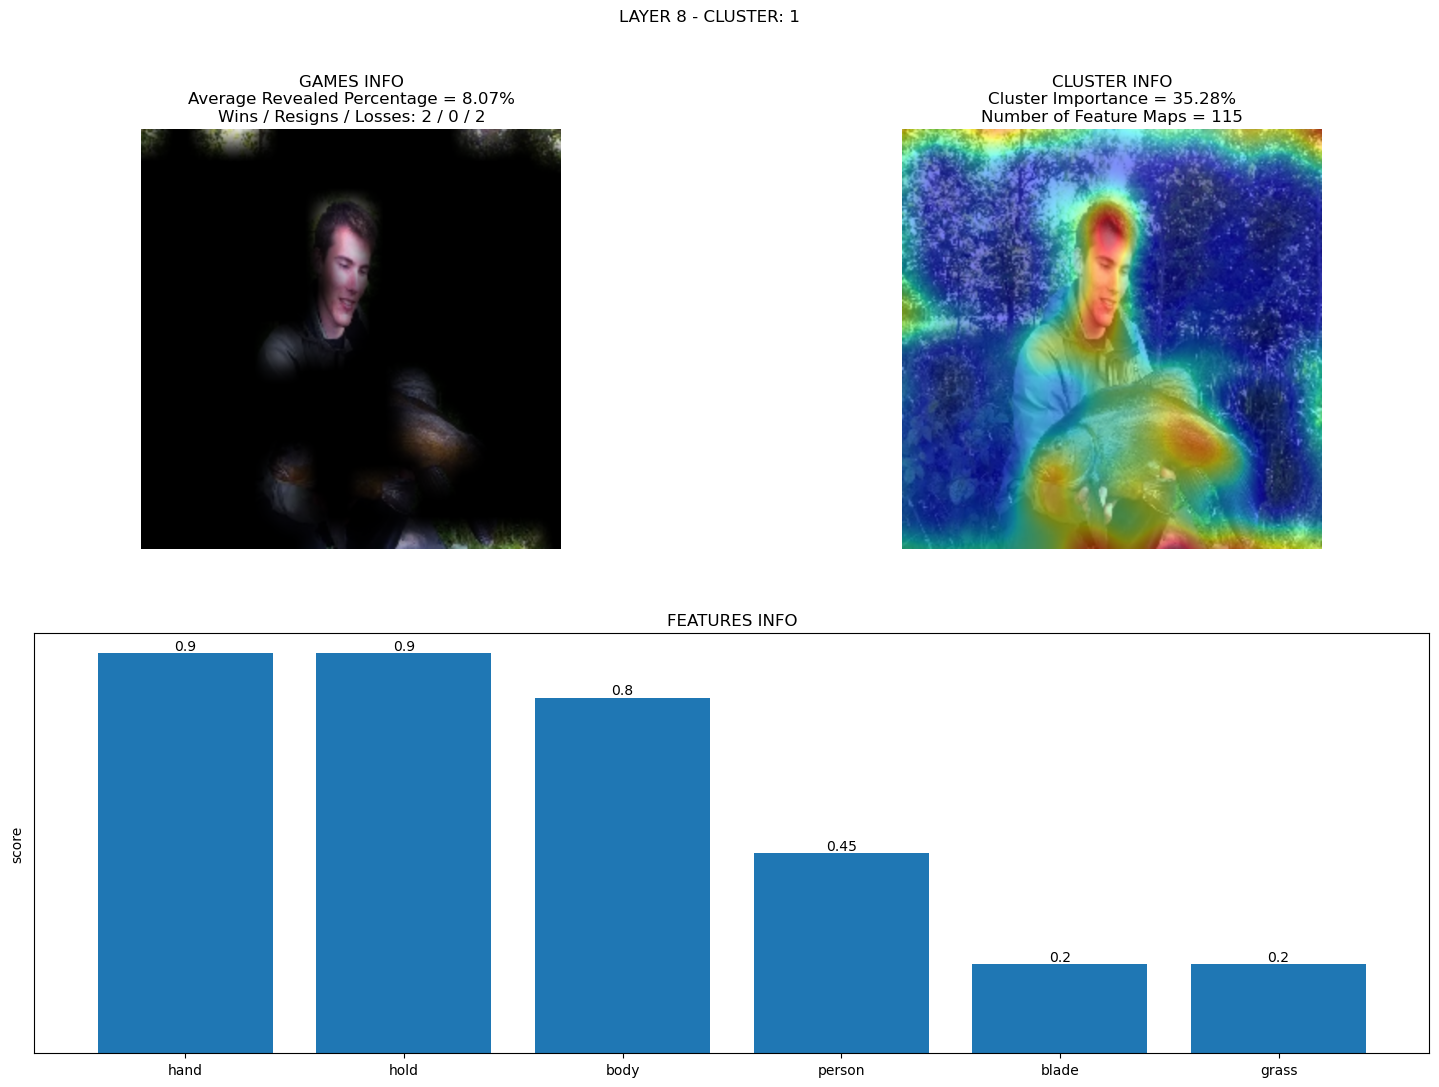 LAYER 8 - CLUSTER: 1
GAMES INFO
Average Revealed Percentage = 8.07%
Wins / Resigns / Losses: 2 / 0 / 2
CLUSTER INFO
Cluster Importance = 35.28%
Number of Feature Maps = 115
FEATURES INFO
score
0.9
0.9
0.8
0.45
0.2
0.2
hand
hold
body
person
blade
grass